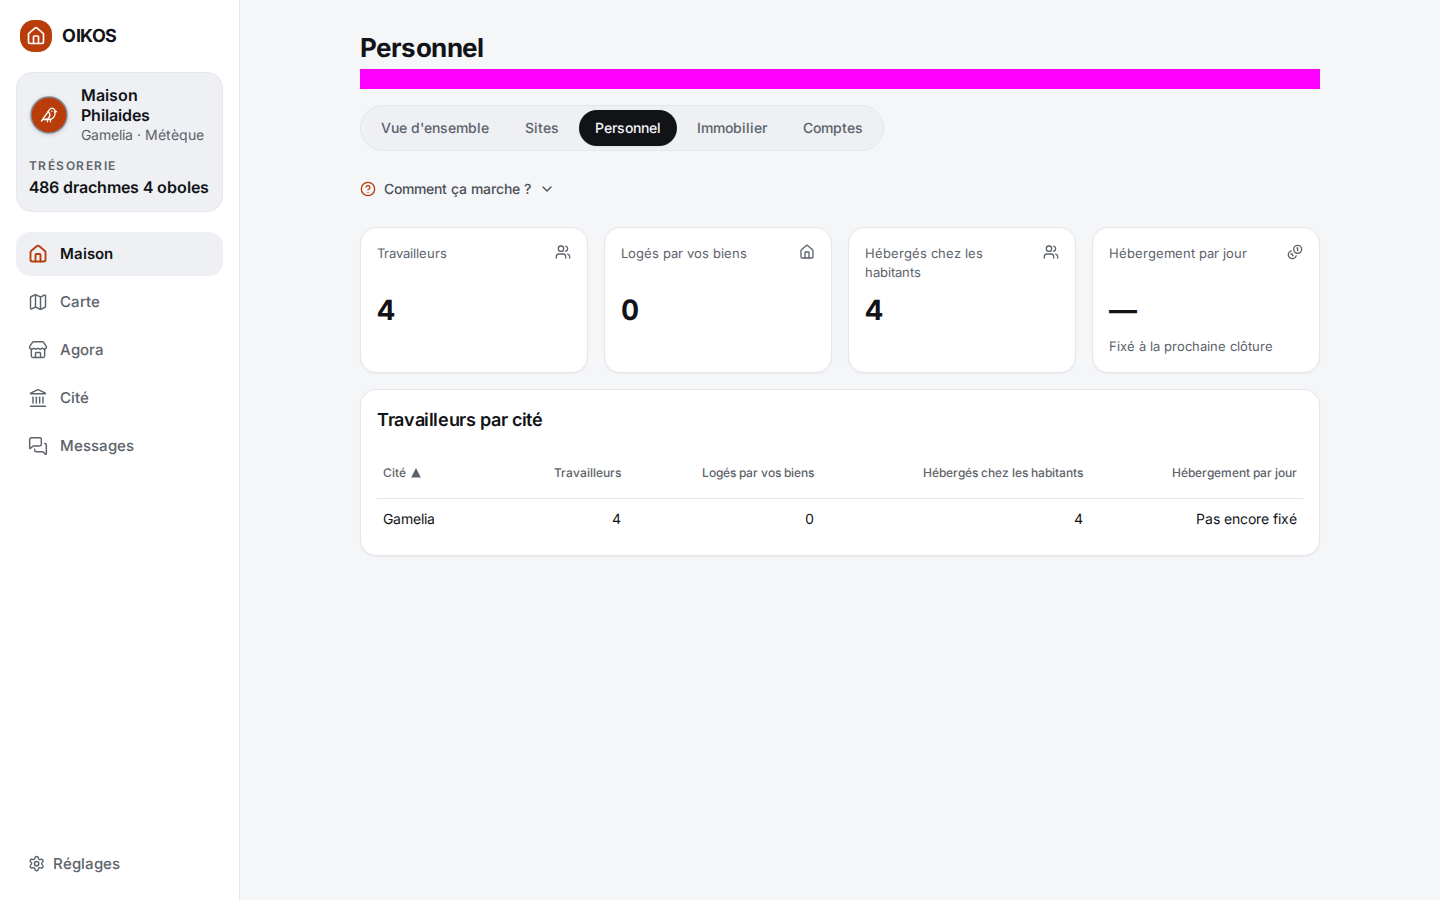 OIKOS
Maison
Philaides
Gamelia · Métèque
TRÉSORERIE
486 drachmes 4 oboles
Maison
Carte
Agora
Cité
Messages
Réglages
Personnel
Vue d'ensemble Sites Personnel Immobilier Comptes
Comment ça marche ?
Travailleurs
4
Logés par vos biens
0
Hébergés chez les
habitants
4
Hébergement par jour
—
Fixé à la prochaine clôture
Travailleurs par cité
Cité ▲ Travailleurs Logés par vos biens Hébergés chez les habitants Hébergement par jour
Gamelia 4 0 4 Pas encore fixé